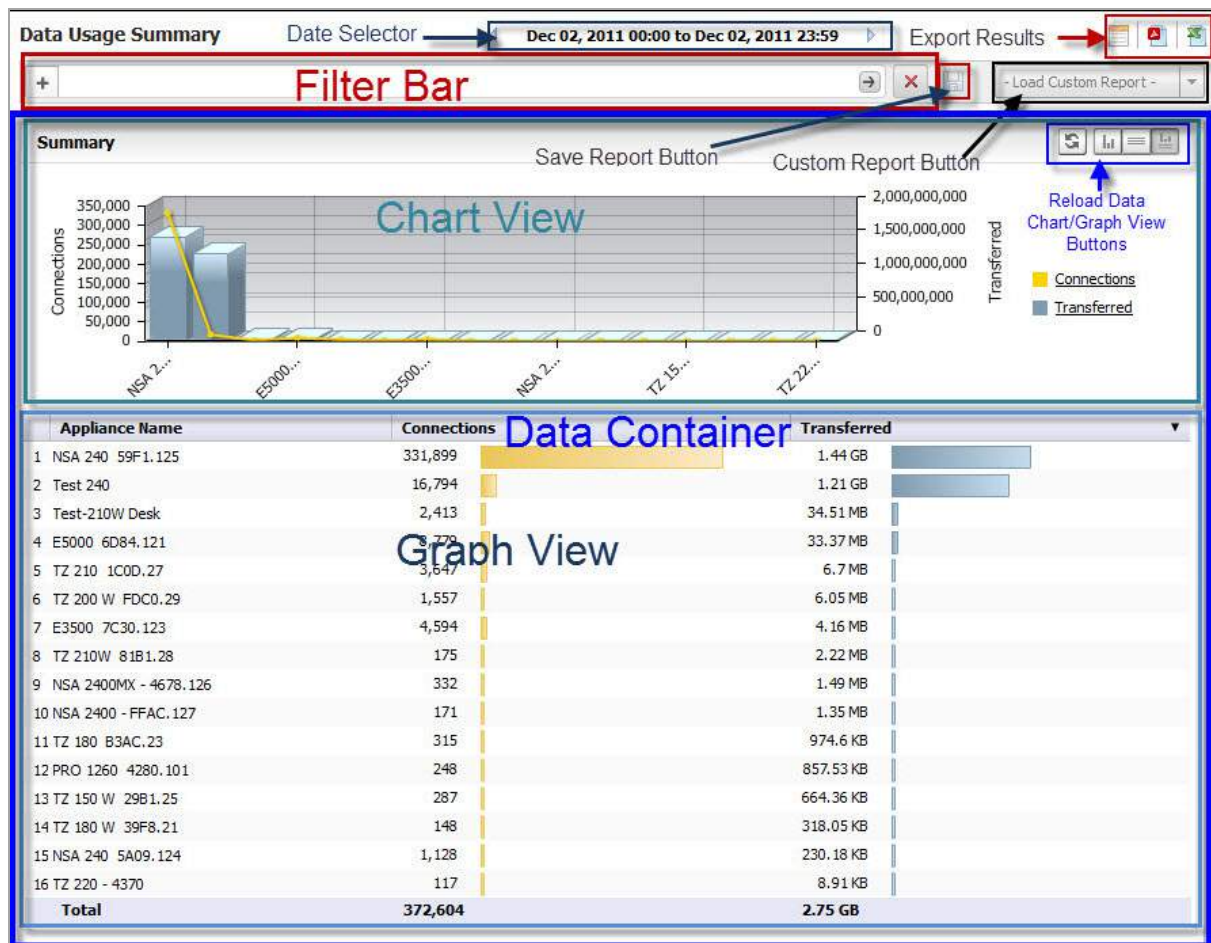 Data Usage Summary
Date Selector
Dec 02, 2011 00:00 to Dec 02, 2011 23:59
Export Results
+
Filter Bar
- Load Custom Report -
Summary
Save Report Button
Custom Report Button
Reload Data
Chart/Graph View
Buttons
Chart View
Connections
350,000
300,000
250,000
200,000
150,000
100,000
50,000
0
2,000,000,000
1,500,000,000
1,000,000,000
500,000,000
0
Transferred
Connections
Transferred
NSA 2...
E5000...
E3500...
NSA 2...
TZ 15...
TZ 22...
Appliance Name Connections Data Container Transferred
1 NSA 240 59F1.125 331,899 1.44 GB
2 Test 240 16,794 1.21 GB
3 Test-210W Desk 2,413 34.51 MB
4 E5000 6D84.121 ,779 33.37 MB
Graph View
5 TZ 210 1C0D.27 3,647 6.7 MB
6 TZ 200 W FDC0.29 1,557 6.05 MB
7 E3500 7C30.123 4,594 4.16 MB
8 TZ 210W 81B1.28 175 2.22 MB
9 NSA 2400MX - 4678.126 332 1.49 MB
10 NSA 2400 - FFAC.127 171 1.35 MB
11 TZ 180 B3AC.23 315 974.6 KB
12 PRO 1260 4280.101 248 857.53 KB
13 TZ 150 W 29B1.25 287 664.36 KB
14 TZ 180 W 39F8.21 148 318.05 KB
15 NSA 240 5A09.124 1,128 230.18 KB
16 TZ 220 - 4370 117 8.91 KB
Total 372,604 2.75 GB